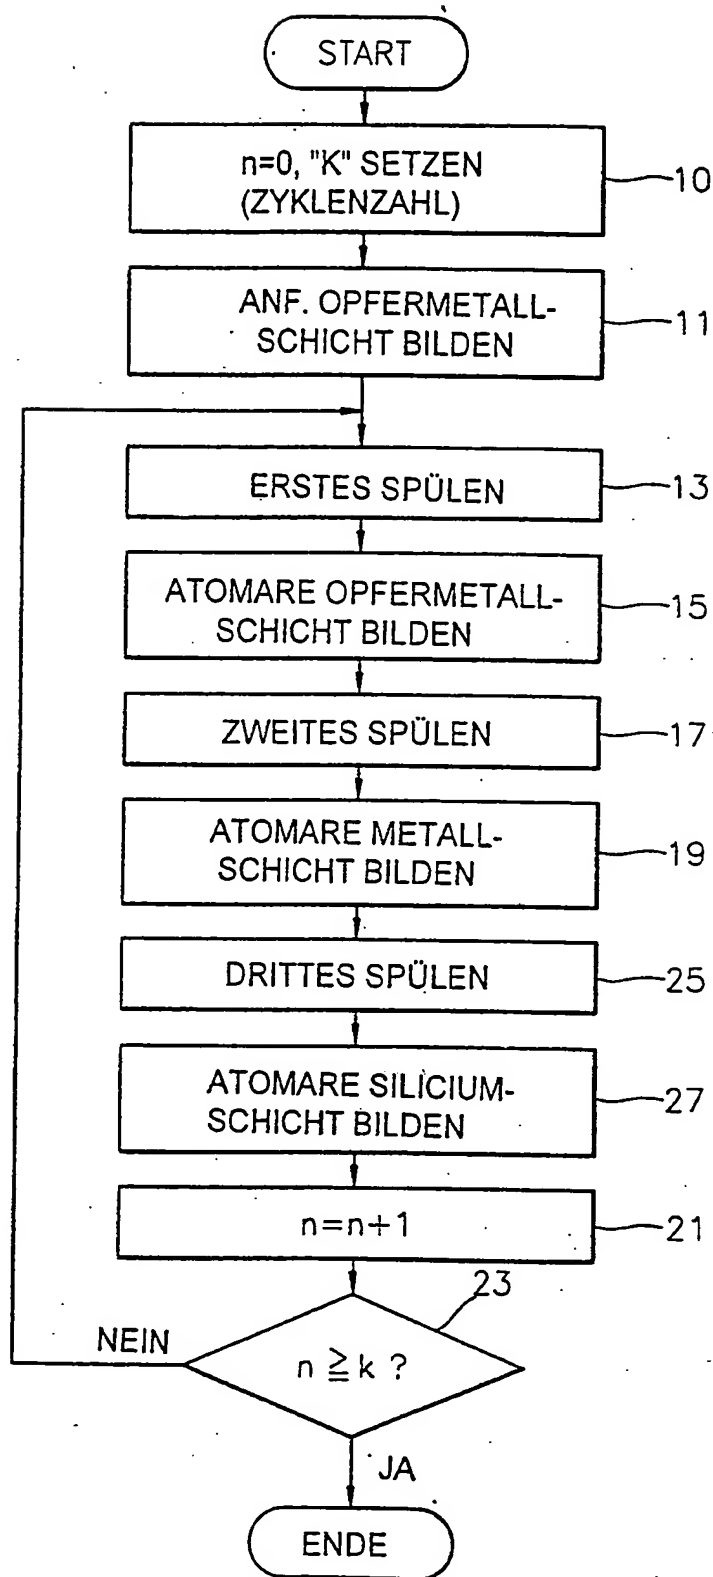 START
n=0, "K" SETZEN
(ZYKLENZAHL)
10
ANF. OPFERMETALL-
SCHICHT BILDEN
11
ERSTES SPÜLEN
13
ATOMARE OPFERMETALL-
SCHICHT BILDEN
15
ZWEITES SPÜLEN
17
ATOMARE METALL-
SCHICHT BILDEN
19
DRITTES SPÜLEN
25
ATOMARE SILICIUM-
SCHICHT BILDEN
27
n=n+1
21
23
NEIN
n ≧ k ?
JA
ENDE